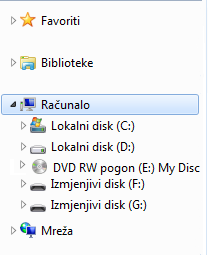 Favoriti
Biblioteke
Računalo
Lokalni disk (C:)
Lokalni disk (D:)
DVD RW pogon (E:) My Disc
Izmjenjivi disk (F:)
Izmjenjivi disk (G:)
Mreža